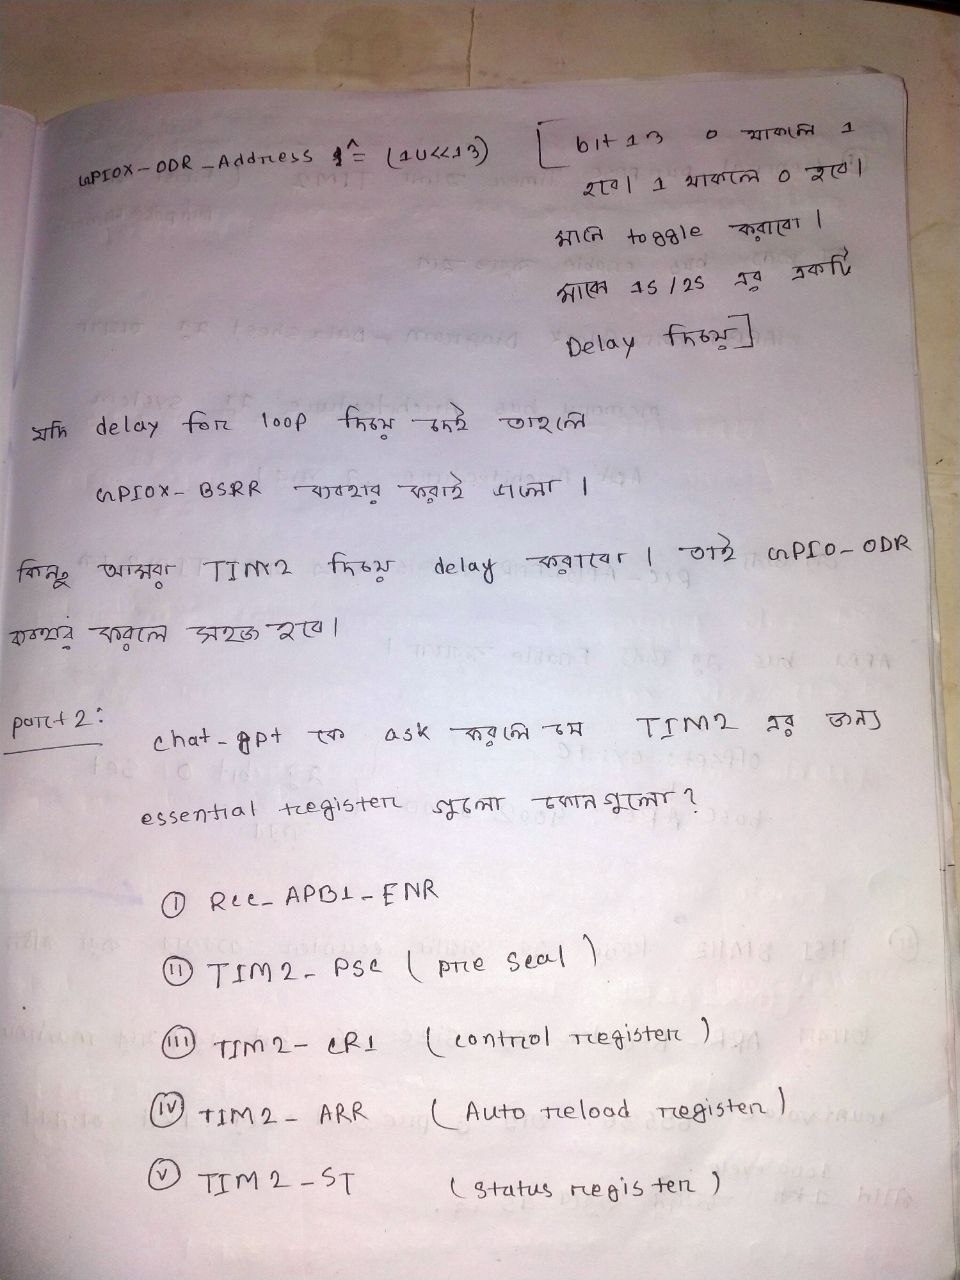 GPIOX-ODR-Address ^= (1U<<13) [bit 13 0 থাকলে 1
হবে। 1 থাকলে 0 হবে।
মানে toggle করাবো।
মাঝে 1s/2s এর একটি
Delay দিয়ে]
যদি delay for loop দিয়ে দেই তাহলে
GPIOX-BSRR ব্যবহার করাই ভালো।
কিন্তু আমরা TIM2 দিয়ে delay করাবো। তাই GPIO-ODR
ব্যবহার করলে সহজ হবে।
part 2:
chat-gpt কে ask করলে যে TIM2 এর জন্য
essential register গুলো কোনগুলো?
(I) RCC-APB1-ENR
(II) TIM2-PSC (pre seal)
(III) TIM2-CR1 (control register)
(IV) TIM2-ARR (Auto reload register)
(V) TIM2-ST (status register)